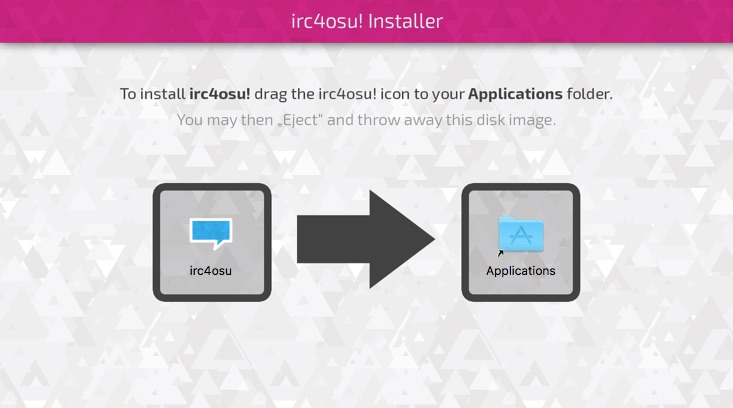 irc4osu! Installer
To install irc4osu! drag the irc4osu! icon to your Applications folder.
You may then „Eject“ and throw away this disk image.
irc4osu
Applications